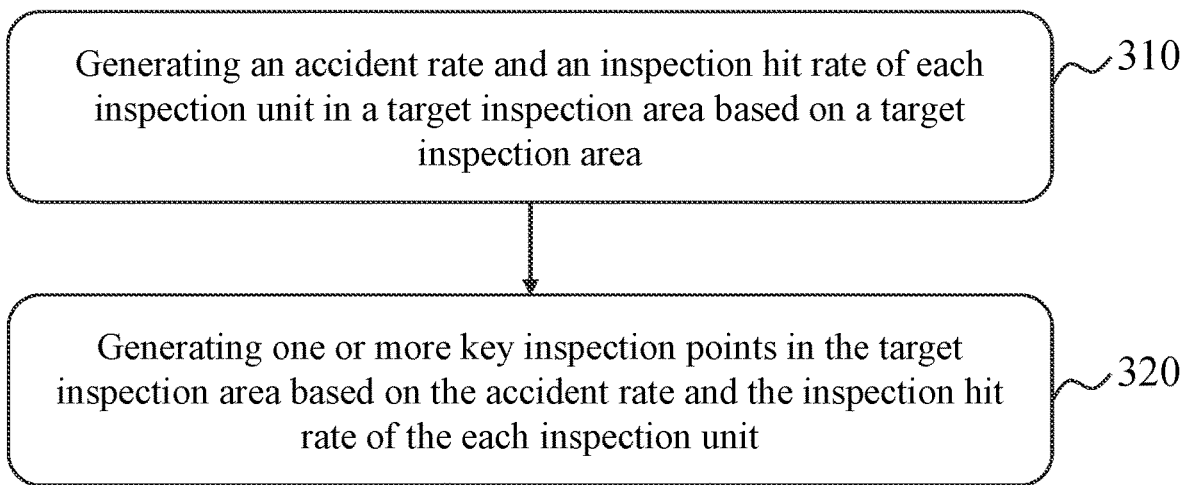 Generating an accident rate and an inspection hit rate of each
inspection unit in a target inspection area based on a target
inspection area
310
Generating one or more key inspection points in the target
inspection area based on the accident rate and the inspection hit
rate of the each inspection unit
320